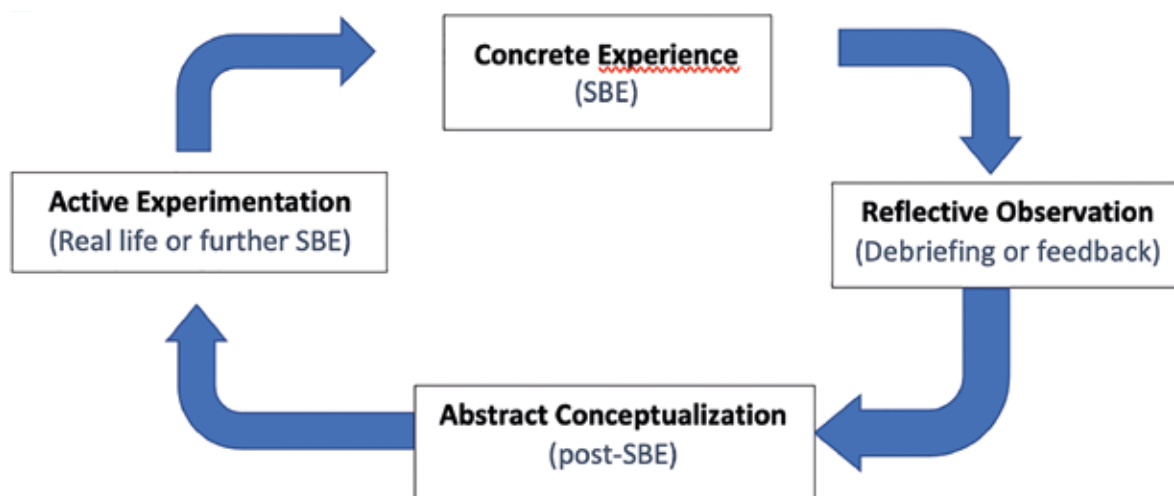 Concrete Experience
(SBE)
Active Experimentation
(Real life or further SBE)
Reflective Observation
(Debriefing or feedback)
Abstract Conceptualization
(post-SBE)